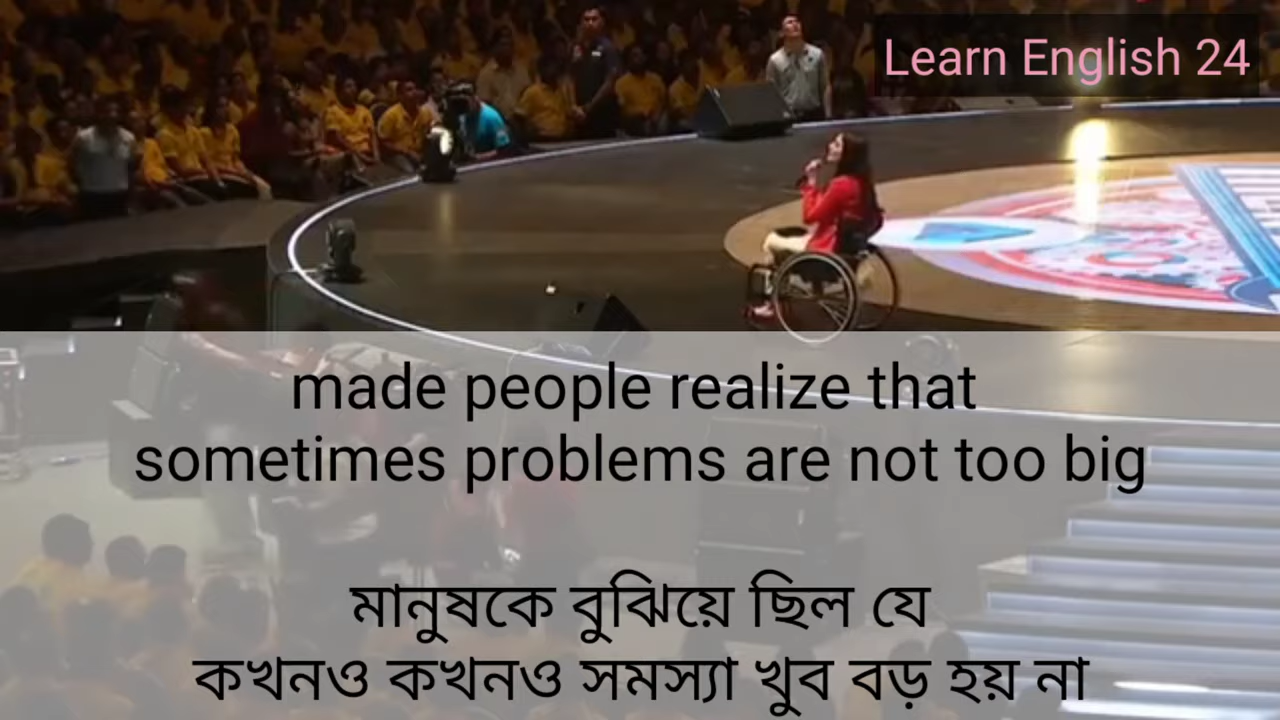 Learn English 24
made people realize that
sometimes problems are not too big
মানুষকে বুঝিয়ে ছিল যে
কখনও কখনও সমস্যা খুব বড় হয় না